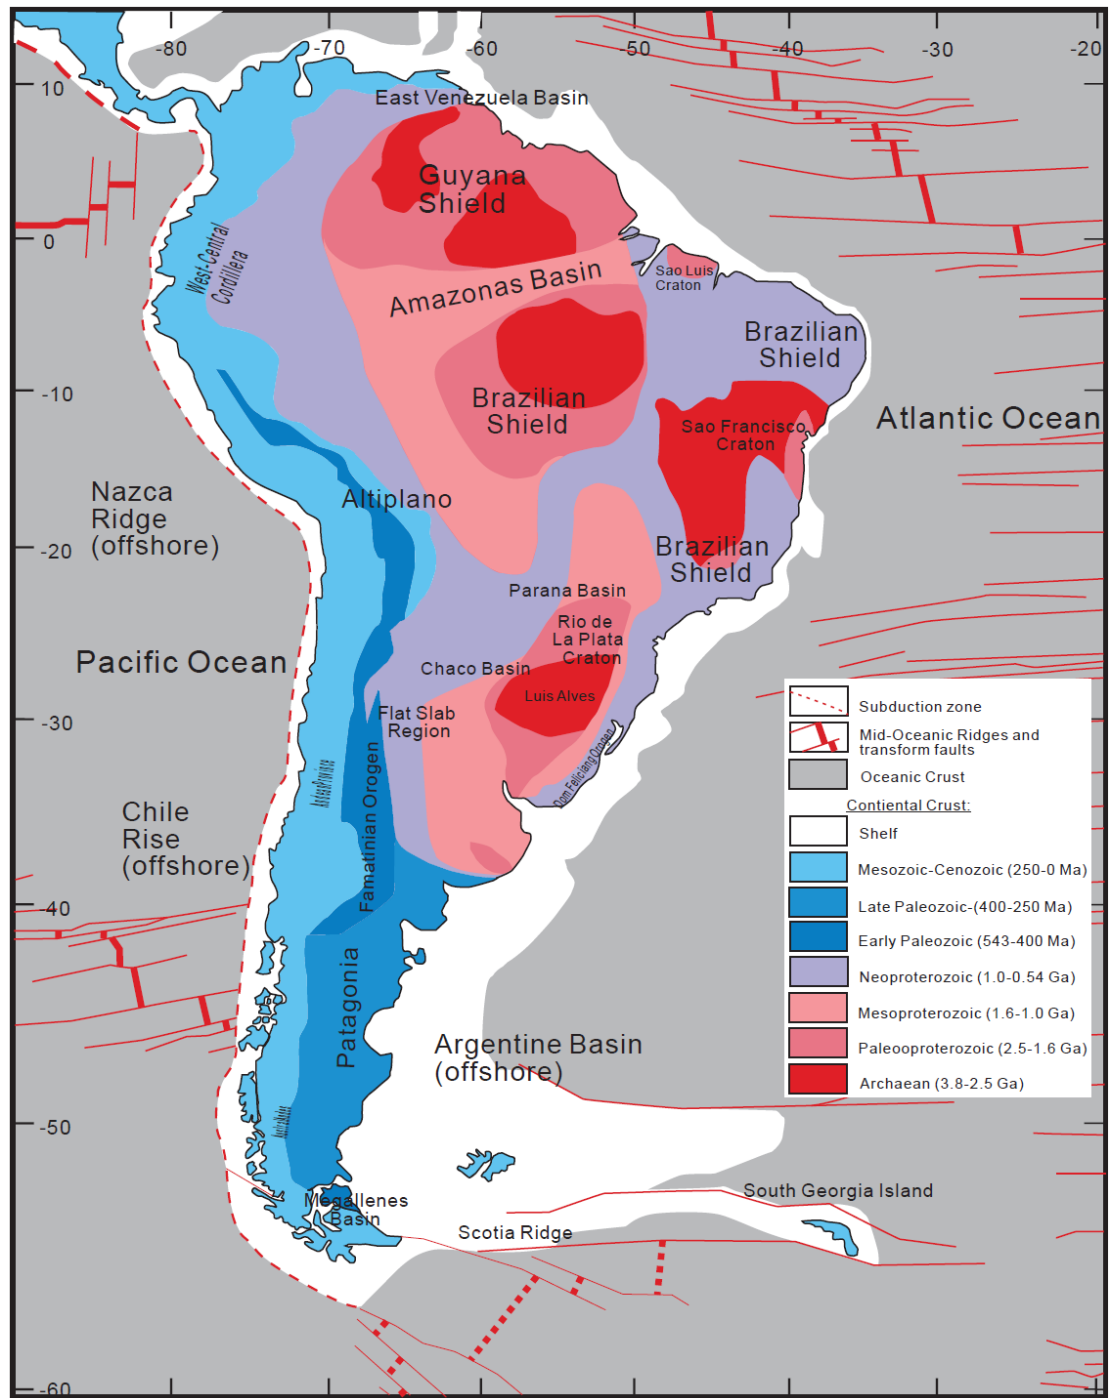 -80
-70
-60
-50
-40
-30
-20
10
0
-10
-20
-30
-40
-50
-60
East Venezuela Basin
Guyana
Shield
West-Central
Cordillera
Amazonas Basin
Sao Luis
Craton
Brazilian
Shield
Brazilian
Shield
Sao Francisco
Craton
Atlantic Ocean
Nazca
Ridge
(offshore)
Altiplano
Brazilian
Shield
Parana Basin
Rio de
La Plata
Craton
Pacific Ocean
Chaco Basin
Luis Alves
Flat Slab
Region
Dom Feliciang Orogen
Famatinian Orogen
Chile
Rise
(offshore)
Patagonia
Argentine Basin
(offshore)
Megallenes
Basin
Scotia Ridge
South Georgia Island
Subduction zone
Mid-Oceanic Ridges and
transform faults
Oceanic Crust
Contiental Crust:
Shelf
Mesozoic-Cenozoic (250-0 Ma)
Late Paleozoic-(400-250 Ma)
Early Paleozoic (543-400 Ma)
Neoproterozoic (1.0-0.54 Ga)
Mesoproterozoic (1.6-1.0 Ga)
Paleooproterozoic (2.5-1.6 Ga)
Archaean (3.8-2.5 Ga)